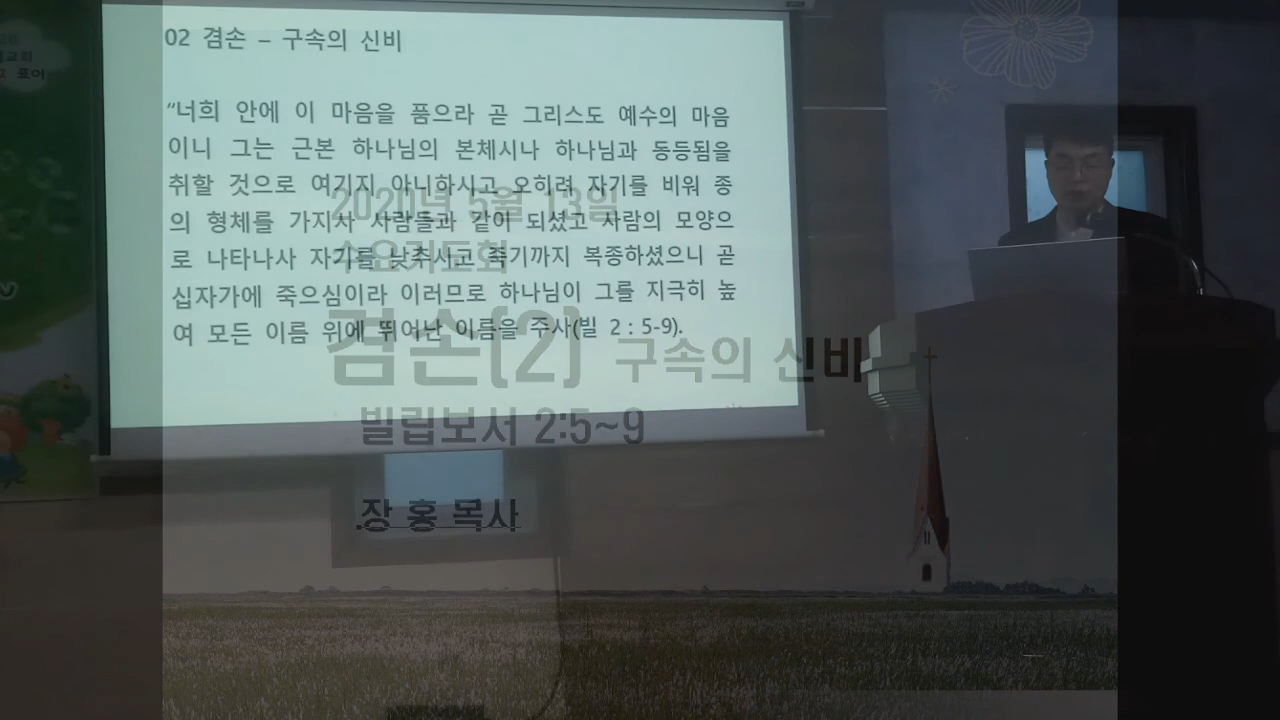 02 겸손 – 구속의 신비
“너희 안에 이 마음을 품으라 곧 그리스도 예수의 마음
이니 그는 근본 하나님의 본체시나 하나님과 동등됨을
취할 것으로 여기지 아니하시고 오히려 자기를 비워 종
의 형체를 가지사 사람들과 같이 되셨고 사람의 모양으
로 나타나사 자기를 낮추시고 죽기까지 복종하셨으니 곧
십자가에 죽으심이라 이러므로 하나님이 그를 지극히 높
여 모든 이름 위에 뛰어난 이름을 주사(빌 2 : 5-9).
2020년 5월 13일
수요기도회
겸손(2) 구속의 신비
빌립보서 2:5~9
장 홍 목사
표어